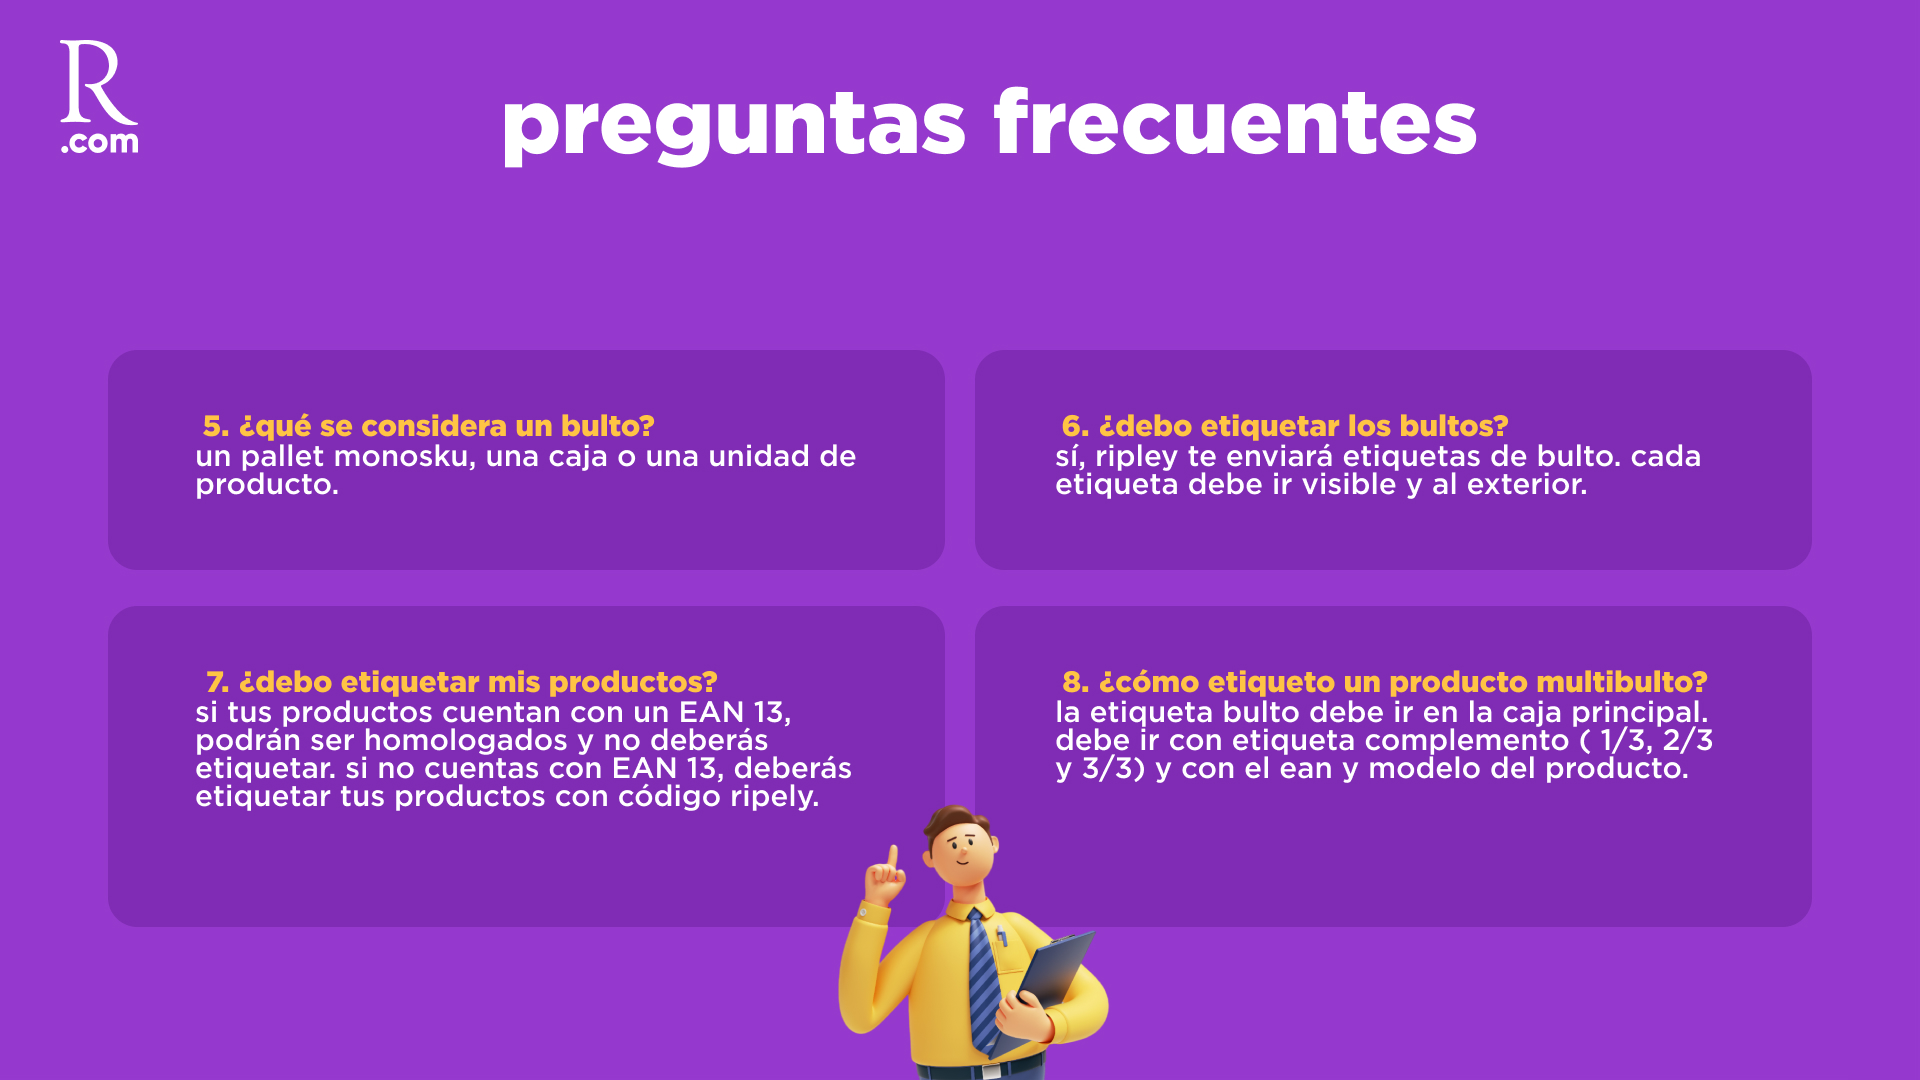 R
.com
preguntas frecuentes
5. ¿qué se considera un bulto?
un pallet monosku, una caja o una unidad de
producto.
6. ¿debo etiquetar los bultos?
sí, ripley te enviará etiquetas de bulto. cada
etiqueta debe ir visible y al exterior.
7. ¿debo etiquetar mis productos?
si tus productos cuentan con un EAN 13,
podrán ser homologados y no deberás
etiquetar. si no cuentas con EAN 13, deberás
etiquetar tus productos con código ripely.
8. ¿cómo etiqueto un producto multibulto?
la etiqueta bulto debe ir en la caja principal.
debe ir con etiqueta complemento ( 1/3, 2/3
y 3/3) y con el ean y modelo del producto.